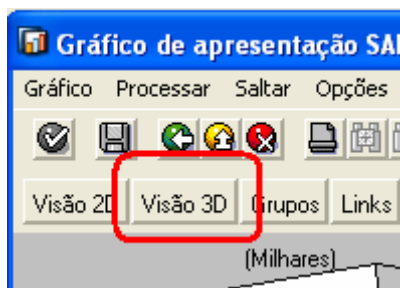 Gráfico de apresentação SA
Gráfico Processar Saltar Opções
Visão 2D Visão 3D Grupos Links
(Milhares)